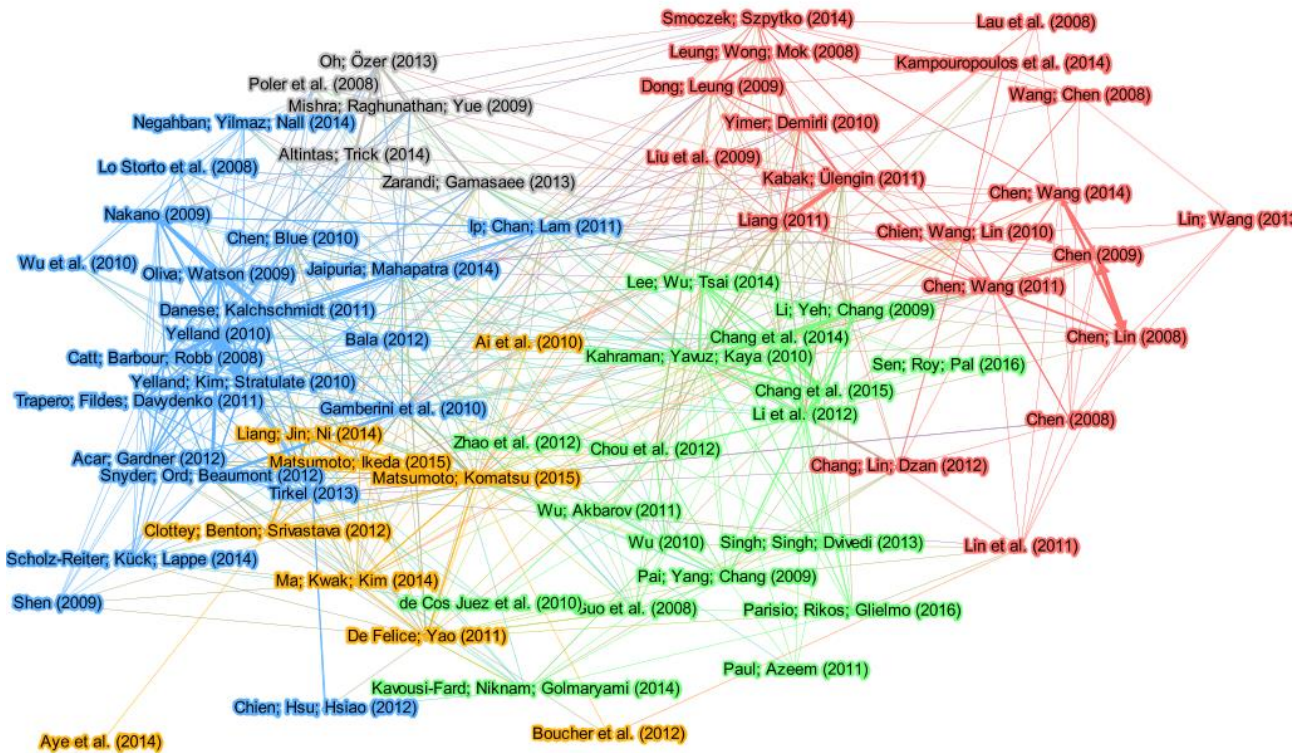 Smoczek; Szpytko (2014)
Lau et al. (2008)
Leung; Wong; Mok (2008)
Oh; Özer (2013)
Kampouropoulos et al. (2014)
Poler et al. (2008)
Dong; Leung (2009)
Wang; Chen (2008)
Mishra; Raghunathan; Yue (2009)
Negahban; Yilmaz; Nall (2014)
Yimer; Demirli (2010)
Altintas; Trick (2014)
Liu et al. (2009)
Lo Storto et al. (2008)
Zarandi; Gamasaee (2013)
Kabak; Ülengin (2011)
Chen; Wang (2014)
Nakano (2009)
Ip; Chan; Lam (2011)
Liang (2011)
Lin; Wang (2013
Chen; Blue (2010)
Chien; Wang; Lin (2010)
Chen (2009)
Wu et al. (2010)
Oliva; Watson (2009)
Jaipuria; Mahapatra (2014)
Lee; Wu; Tsai (2014)
Chen; Wang (2011)
Danese; Kalchschmidt (2011)
Li; Yeh; Chang (2009)
Yelland (2010)
Bala (2012)
Ai et al. (2010)
Chang et al. (2014)
Chen; Lin (2008)
Catt; Barbour; Robb (2008)
Kahraman; Yavuz; Kaya (2010)
Sen; Roy; Pal (2016)
Yelland; Kim; Stratulate (2010)
Chang et al. (2015)
Trapero; Fildes; Davydenko (2011)
Gamberini et al. (2010)
Li et al. (2012)
Chen (2008)
Liang; Jin; Ni (2014)
Zhao et al. (2012)
Chou et al. (2012)
Acar; Gardner (2012)
Matsumoto; Ikeda (2015)
Chang; Lin; Dzan (2012)
Snyder; Ord; Beaumont (2012)
Matsumoto; Komatsu (2015)
Tirkel (2013)
Wu; Akbarov (2011)
Clottey; Benton; Srivastava (2012)
Wu (2010)
Singh; Singh; Dvivedi (2013)
Lin et al. (2011)
Scholz-Reiter; Kück; Lappe (2014)
Ma; Kwak; Kim (2014)
Pai; Yang; Chang (2009)
Shen (2009)
de Cos Juez et al. (2010)
et al. (2008)
Parisio; Rikos; Glielmo (2016)
De Felice; Yao (2011)
Paul; Azeem (2011)
Kavousi-Fard; Niknam; Golmaryami (2014)
Chien; Hsu; Hsiao (2012)
Boucher et al. (2012)
Aye et al. (2014)